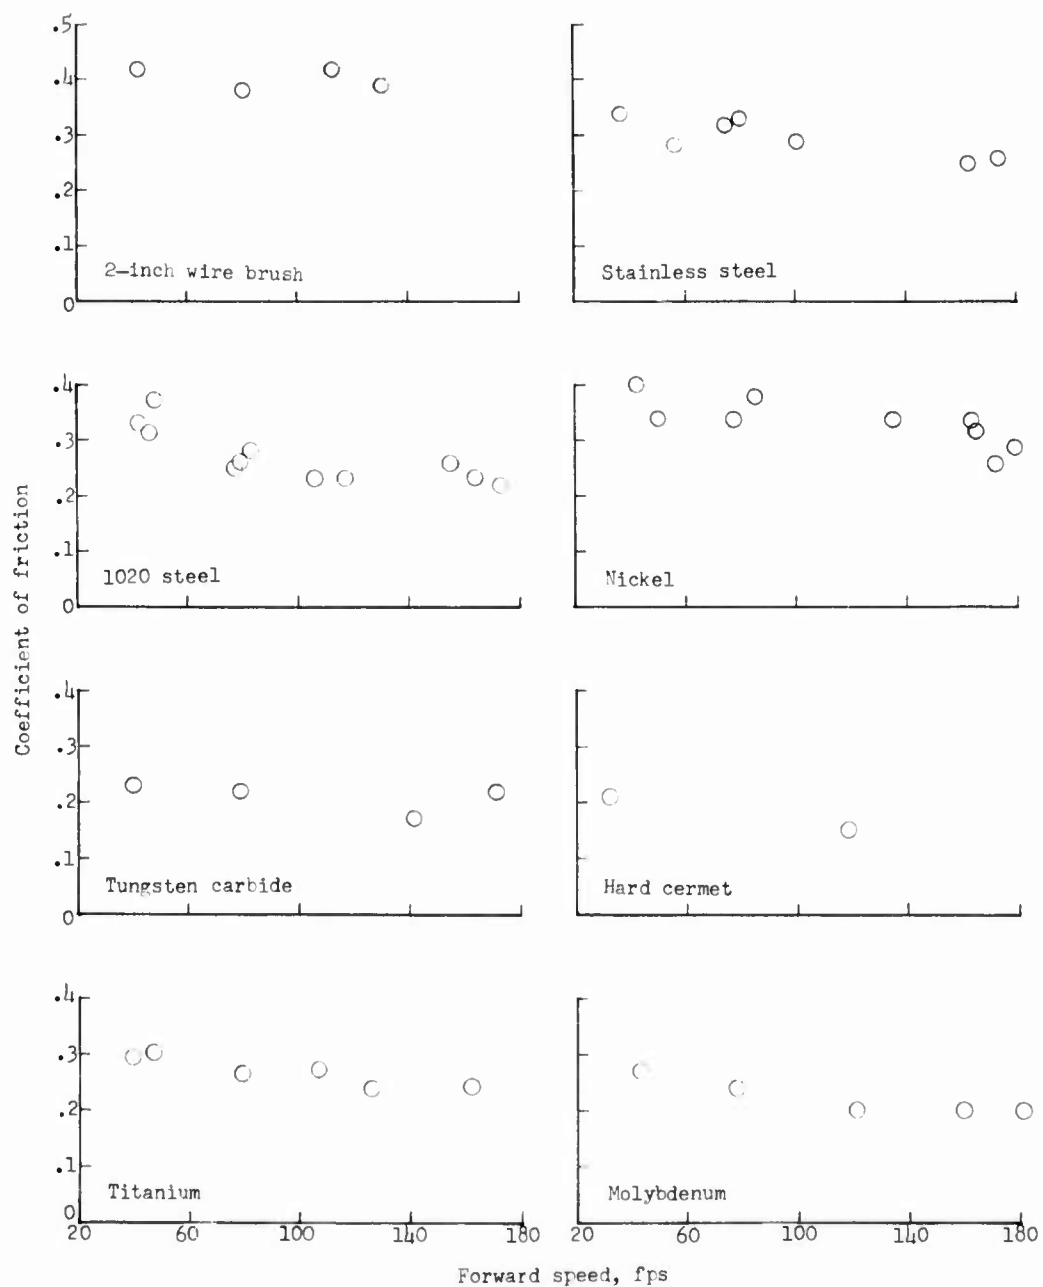 .5
.4
.3
.2
.1
0
2-inch wire brush
Stainless steel
.4
.3
.2
.1
0
1020 steel
Nickel
Coefficient of friction
.4
.3
.2
.1
0
Tungsten carbide
Hard cermet
.4
.3
.2
.1
0
Titanium
Molybdenum
20 60 100 140 180 20 60 100 140 180
Forward speed, fps